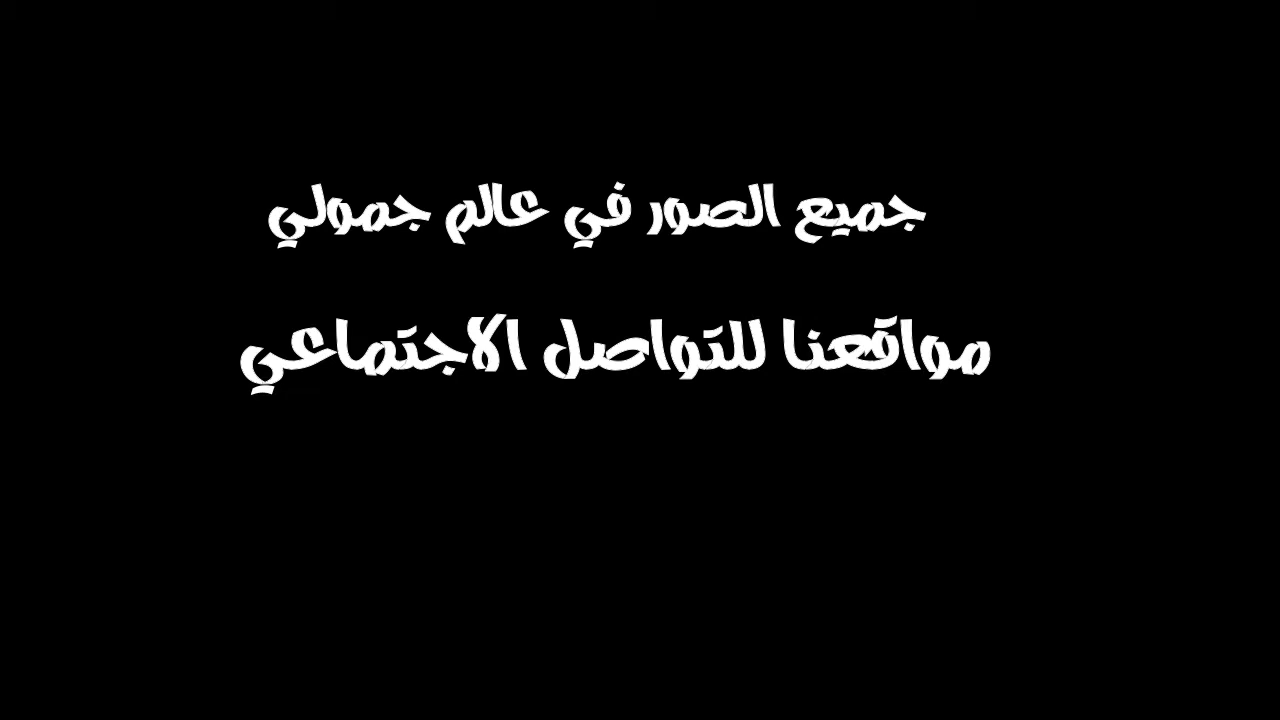 جميع الصور في عالم جمولي
مواقعنا للتواصل الاجتماعي